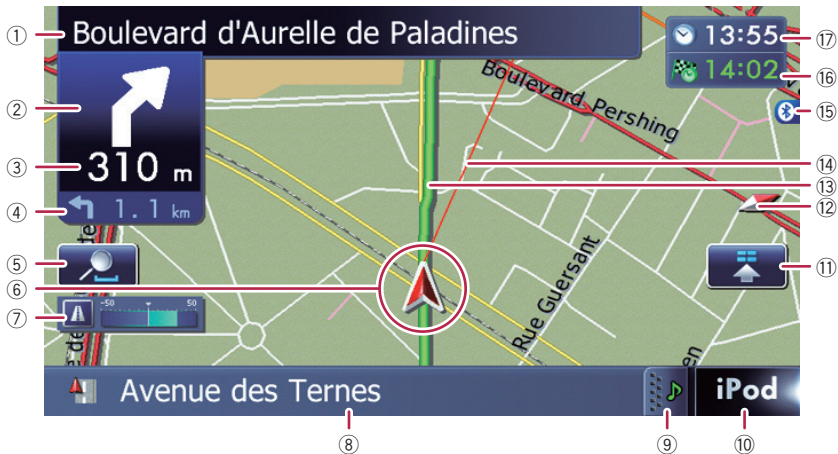 ① Boulevard d'Aurelle de Paladines
② 
③ 310 m
④ 1.1 km
⑤
⑥
⑦ -50 50
⑧
⑨
⑩
⑪
⑫
⑬
⑭
⑮
⑯ 14:02
⑰ 13:55
Boulevard Pershing
Rue Guersant
en
de
Avenue des Ternes
iPod